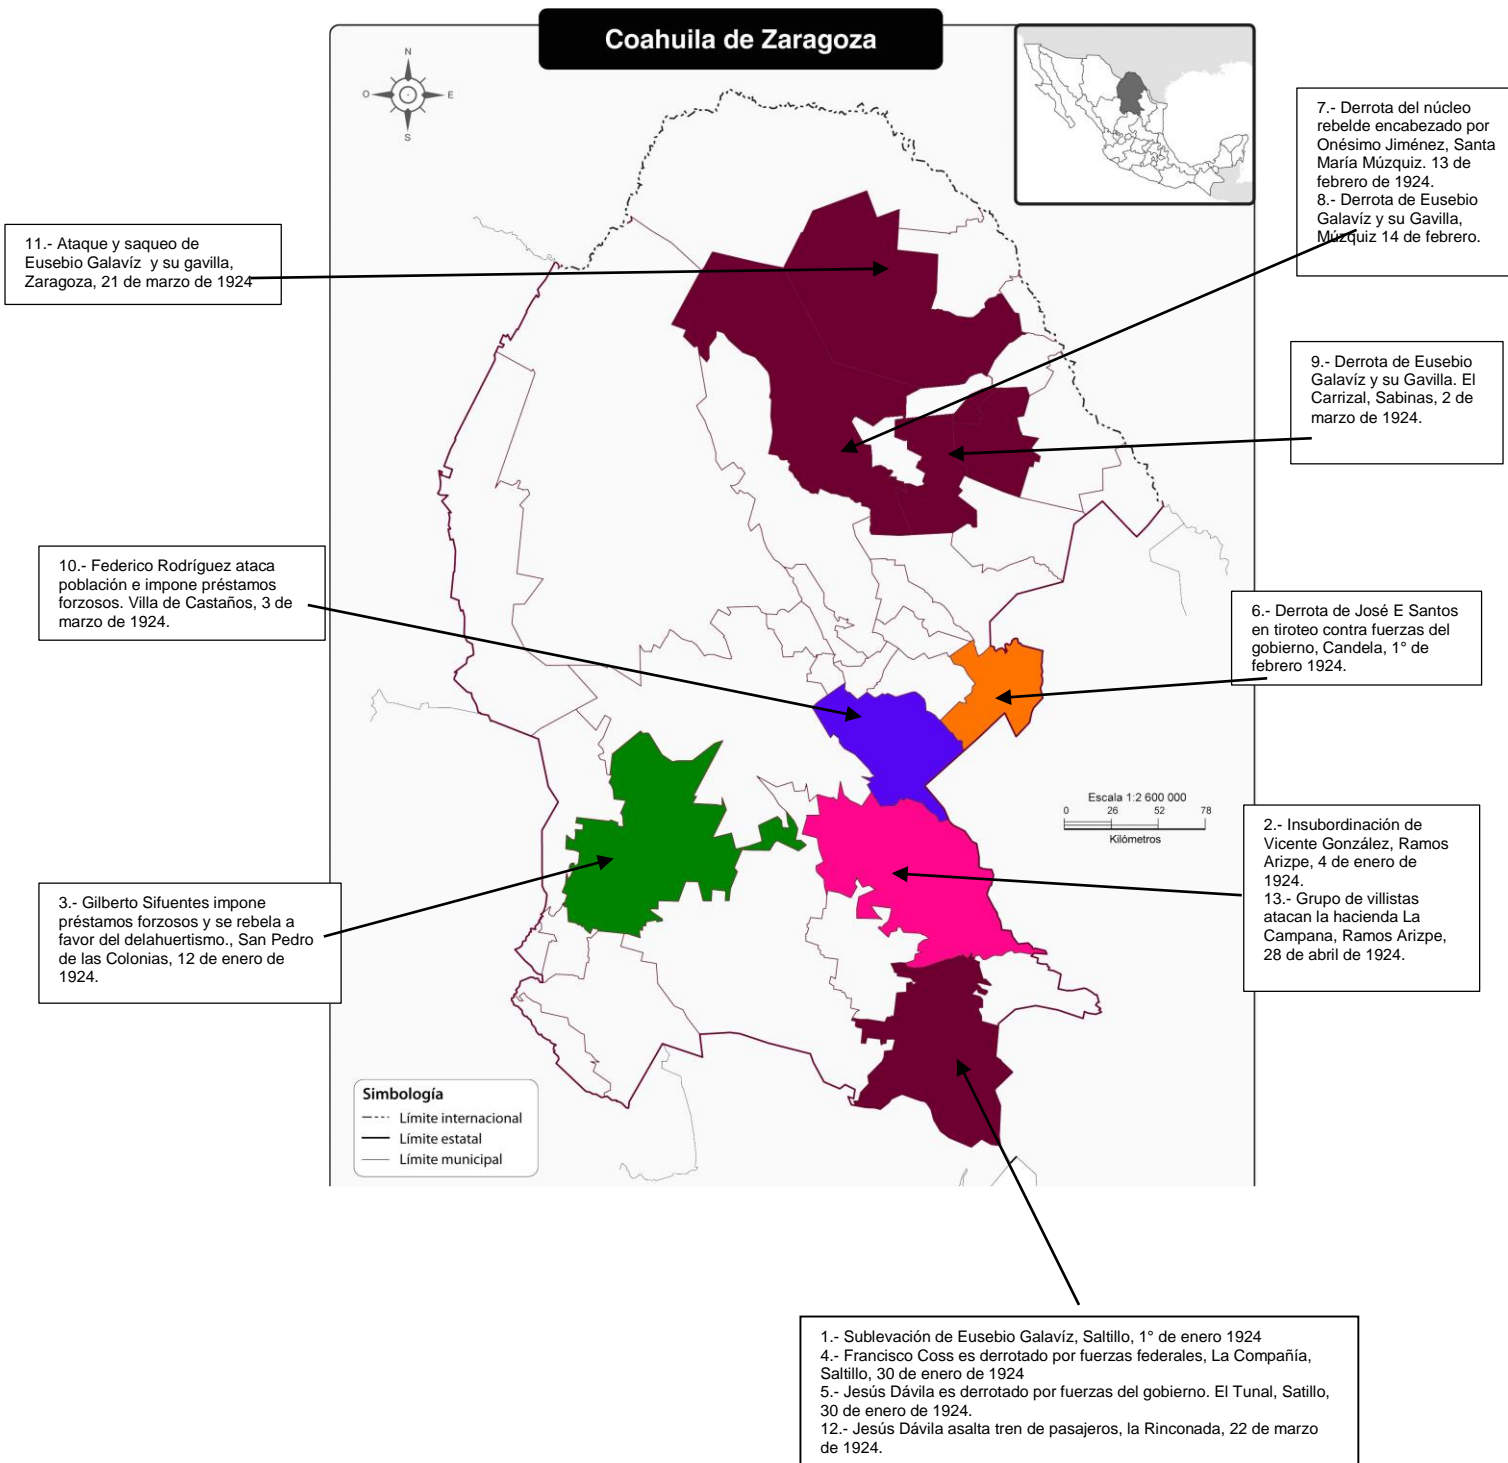 Coahuila de Zaragoza
N
O
E
S
7.- Derrota del núcleo
rebelde encabezado por
Onésimo Jiménez, Santa
María Múzquiz. 13 de
febrero de 1924.
8.- Derrota de Eusebio
Galavíz y su Gavilla,
Múzquiz 14 de febrero.
11.- Ataque y saqueo de
Eusebio Galavíz y su gavilla,
Zaragoza, 21 de marzo de 1924
9.- Derrota de Eusebio
Galavíz y su Gavilla. El
Carrizal, Sabinas, 2 de
marzo de 1924.
10.- Federico Rodríguez ataca
población e impone préstamos
forzosos. Villa de Castaños, 3 de
marzo de 1924.
6.- Derrota de José E Santos
en tiroteo contra fuerzas del
gobierno, Candela, 1° de
febrero 1924.
Escala 1:2 600 000
0 26 52 78
Kilómetros
2.- Insubordinación de
Vicente González, Ramos
Arizpe, 4 de enero de
1924.
13.- Grupo de villistas
atacan la hacienda La
Campana, Ramos Arizpe,
28 de abril de 1924.
3.- Gilberto Sifuentes impone
préstamos forzosos y se rebela a
favor del delahuertismo., San Pedro
de las Colonias, 12 de enero de
1924.
Simbología
Límite internacional
Límite estatal
Límite municipal
1.- Sublevación de Eusebio Galavíz, Saltillo, 1° de enero 1924
4.- Francisco Coss es derrotado por fuerzas federales, La Compañía,
Saltillo, 30 de enero de 1924
5.- Jesús Dávila es derrotado por fuerzas del gobierno. El Tunal, Satillo,
30 de enero de 1924.
12.- Jesús Dávila asalta tren de pasajeros, la Rinconada, 22 de marzo
de 1924.